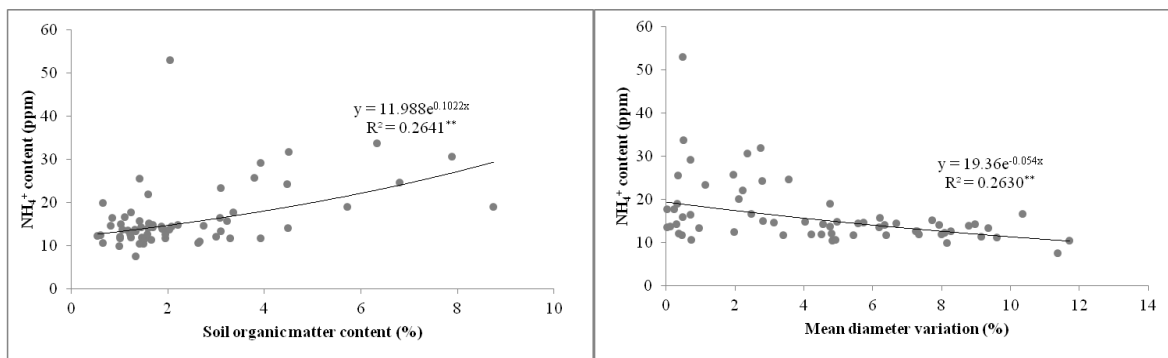 60
50
40
30
20
10
0
NH₄⁺ content (ppm)
y = 11.988e^0.1022x
R² = 0.2641**
0 2 4 6 8 10
Soil organic matter content (%)
60
50
40
30
20
10
0
NH₄⁺ content (ppm)
y = 19.36e^-0.054x
R² = 0.2630**
0 2 4 6 8 10 12 14
Mean diameter variation (%)